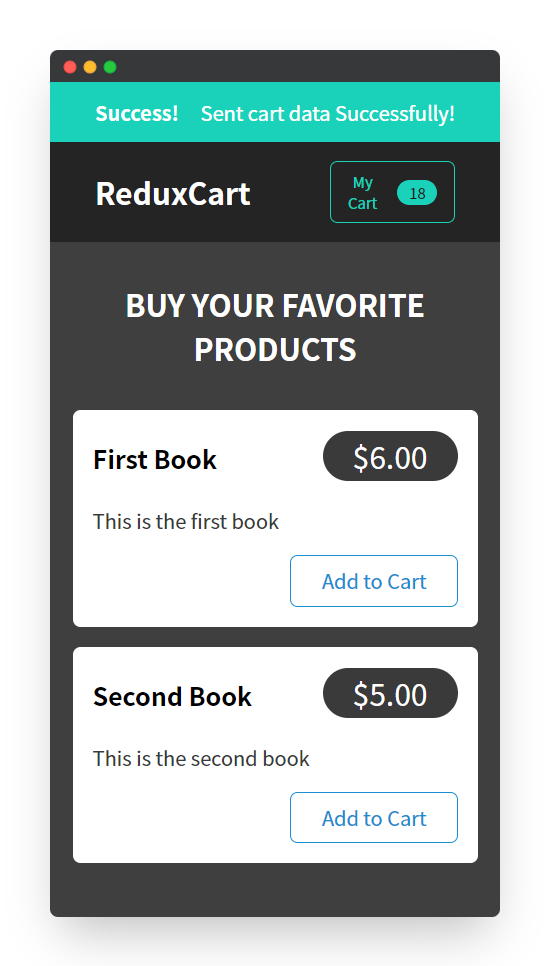 Success! Sent cart data Successfully!
ReduxCart
My
Cart
18
BUY YOUR FAVORITE
PRODUCTS
First Book
$6.00
This is the first book
Add to Cart
Second Book
$5.00
This is the second book
Add to Cart